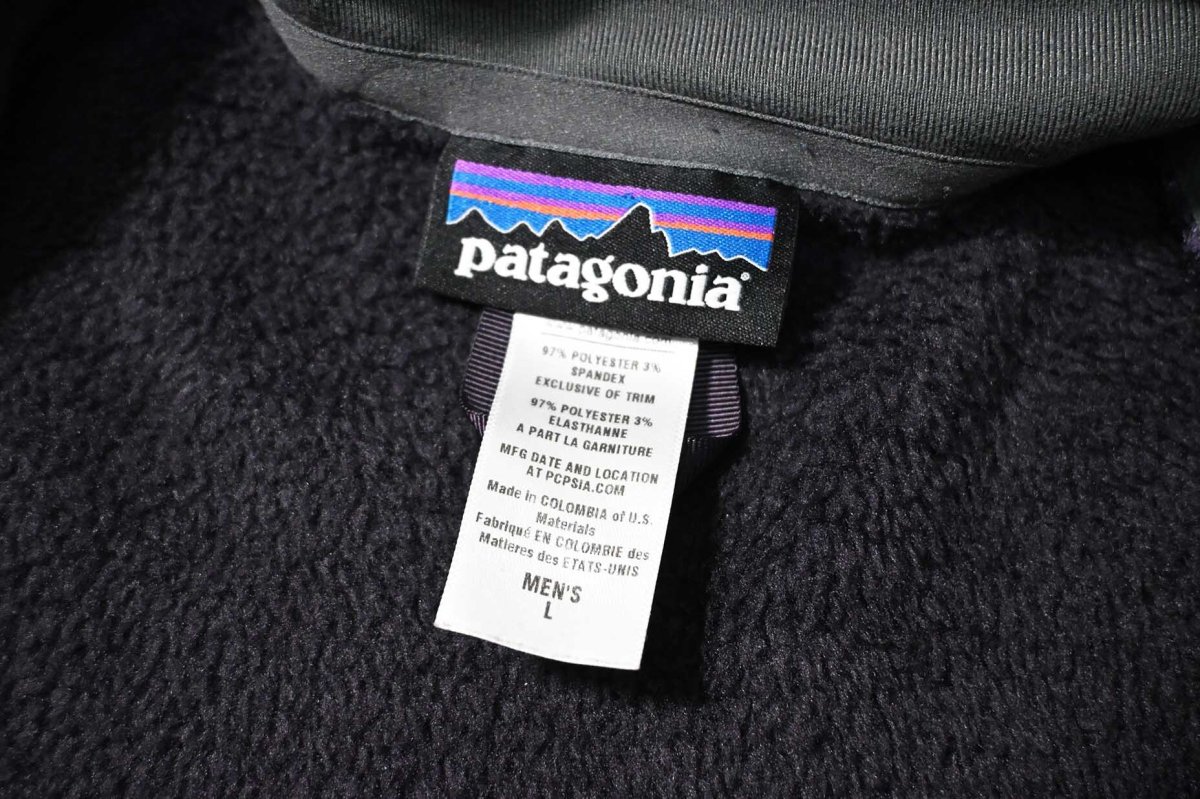 patagonia®
97% POLYESTER 3%
SPANDEX
EXCLUSIVE OF TRIM
97% POLYESTER 3%
ELASTHANNE
A PART LA GARNITURE
MFG DATE AND LOCATION
AT PCPSIA.COM
Made in COLOMBIA of U.S.
Materials
Fabriqué EN COLOMBIE des
Matieres des ETATS-UNIS
MEN'S
L